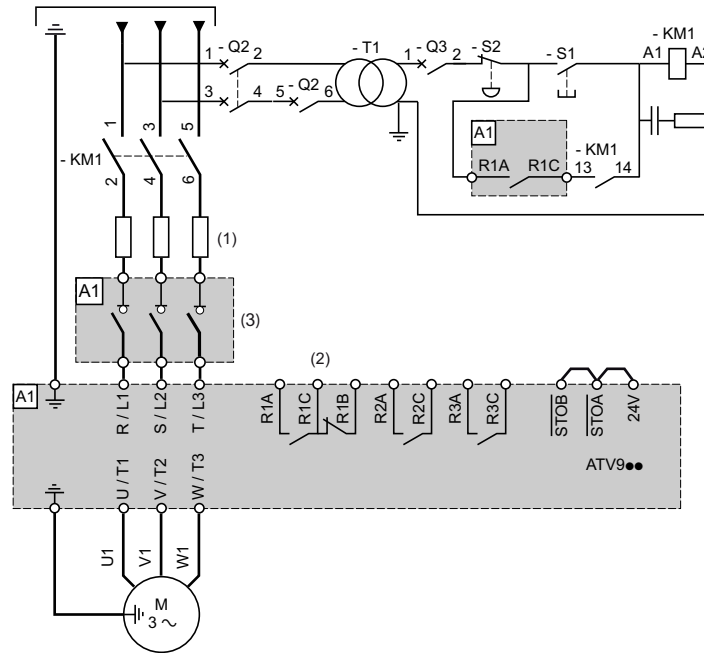 1 - Q2 2
- T1
1 - Q3 2
- S2
- S1
- KM1
A1 A2
3 4 5 - Q2 6
1 3 5
- KM1
2 4 6
A1
R1A R1C
- KM1
13 14
(1)
A1
(3)
(2)
A1
R / L1
S / L2
T / L3
R1A
R1C
R1B
R2A
R2C
R3A
R3C
STOB
STOA
24V
ATV9●●
U / T1
V / T2
W / T3
U1
V1
W1
M
3 ~